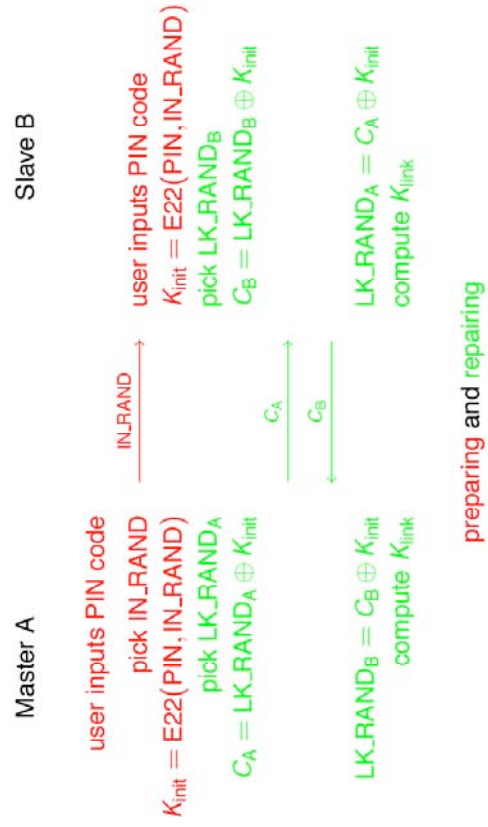 Master A
Slave B
user inputs PIN code
pick IN_RAND
IN_RAND
user inputs PIN code
K_init = E22(PIN, IN_RAND)
K_init = E22(PIN, IN_RAND)
pick LK_RAND_A
pick LK_RAND_B
C_A = LK_RAND_A ⊕ K_init
C_B = LK_RAND_B ⊕ K_init
C_A
C_B
LK_RAND_B = C_B ⊕ K_init
LK_RAND_A = C_A ⊕ K_init
compute K_link
compute K_link
preparing and repairing